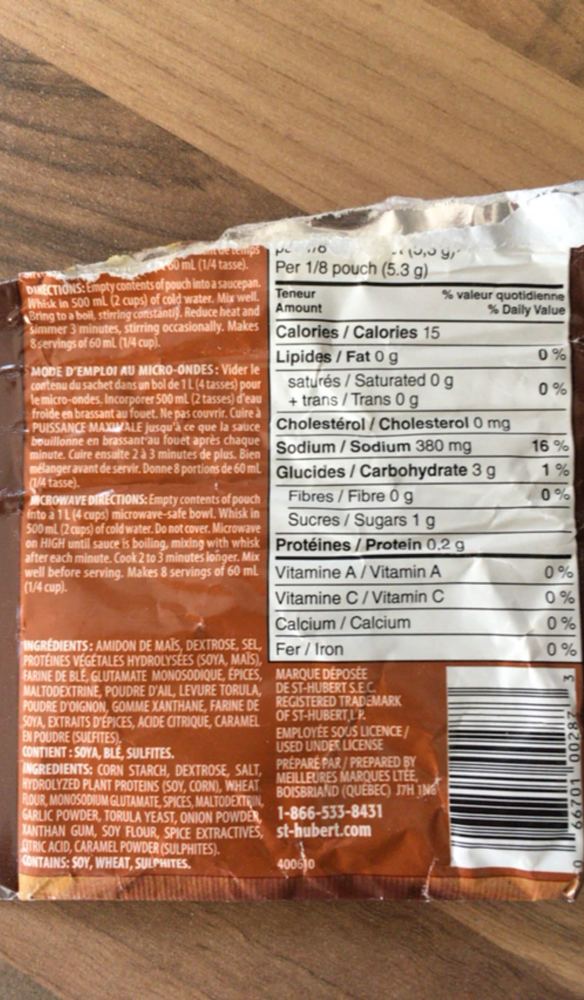 60 mL (1/4 tasse).
DIRECTIONS: Empty contents of pouch into a saucepan.
Whisk in 500 mL (2 cups) of cold water. Mix well.
Bring to a boil, stirring constantly. Reduce heat and
simmer 3 minutes, stirring occasionally. Makes
8 servings of 60 mL (1/4 cup).
MODE D'EMPLOI AU MICRO-ONDES: Vider le
contenu du sachet dans un bol de 1 L (4 tasses) pour
le micro-ondes. Incorporer 500 mL (2 tasses) d'eau
froide en brassant au fouet. Ne pas couvrir. Cuire à
PUISSANCE MAXIMALE jusqu'à ce que la sauce
bouillonne en brassant au fouet après chaque
minute. Cuire ensuite 2 à 3 minutes de plus. Bien
mélanger avant de servir. Donne 8 portions de 60 mL
(1/4 tasse).
MICROWAVE DIRECTIONS: Empty contents of pouch
into a 1 L (4 cups) microwave-safe bowl. Whisk in
500 mL (2 cups) of cold water. Do not cover. Microwave
on HIGH until sauce is boiling, mixing with whisk
after each minute. Cook 2 to 3 minutes longer. Mix
well before serving. Makes 8 servings of 60 mL
(1/4 cup).
INGRÉDIENTS: AMIDON DE MAÏS, DEXTROSE, SEL,
PROTÉINES VÉGÉTALES HYDROLYSÉES (SOYA, MAÏS),
FARINE DE BLÉ, GLUTAMATE MONOSODIQUE, ÉPICES,
MALTODEXTRINE, POUDRE D'AIL, LEVURE TORULA,
POUDRE D'OIGNON, GOMME XANTHANE, FARINE DE
SOYA, EXTRAITS D'ÉPICES, ACIDE CITRIQUE, CARAMEL
EN POUDRE (SULFITES).
CONTIENT: SOYA, BLÉ, SULFITES.
INGREDIENTS: CORN STARCH, DEXTROSE, SALT,
HYDROLYZED PLANT PROTEINS (SOY, CORN), WHEAT
FLOUR, MONOSODIUM GLUTAMATE, SPICES, MALTODEXTRIN,
GARLIC POWDER, TORULA YEAST, ONION POWDER,
XANTHAN GUM, SOY FLOUR, SPICE EXTRACTIVES,
CITRIC ACID, CARAMEL POWDER (SULPHITES).
CONTAINS: SOY, WHEAT, SULPHITES.
Per 1/8 pouch (5.3 g)
Teneur % valeur quotidienne
Amount % Daily Value
Calories / Calories 15
Lipides / Fat 0 g 0 %
saturés / Saturated 0 g
+ trans / Trans 0 g 0 %
Cholestérol / Cholesterol 0 mg
Sodium / Sodium 380 mg 16 %
Glucides / Carbohydrate 3 g 1 %
Fibres / Fibre 0 g 0 %
Sucres / Sugars 1 g
Protéines / Protein 0,2 g
Vitamine A / Vitamin A 0 %
Vitamine C / Vitamin C 0 %
Calcium / Calcium 0 %
Fer / Iron 0 %
MARQUE DÉPOSÉE
DE ST-HUBERT S.E.C.
REGISTERED TRADEMARK
OF ST-HUBERT L.P.
EMPLOYÉE SOUS LICENCE /
USED UNDER LICENSE
PRÉPARÉ PAR / PREPARED BY
MEILLEURES MARQUES LTÉE,
BOISBRIAND (QUÉBEC) J7H 1N8
1-866-533-8431
st-hubert.com
400610
0 66701 00287 3